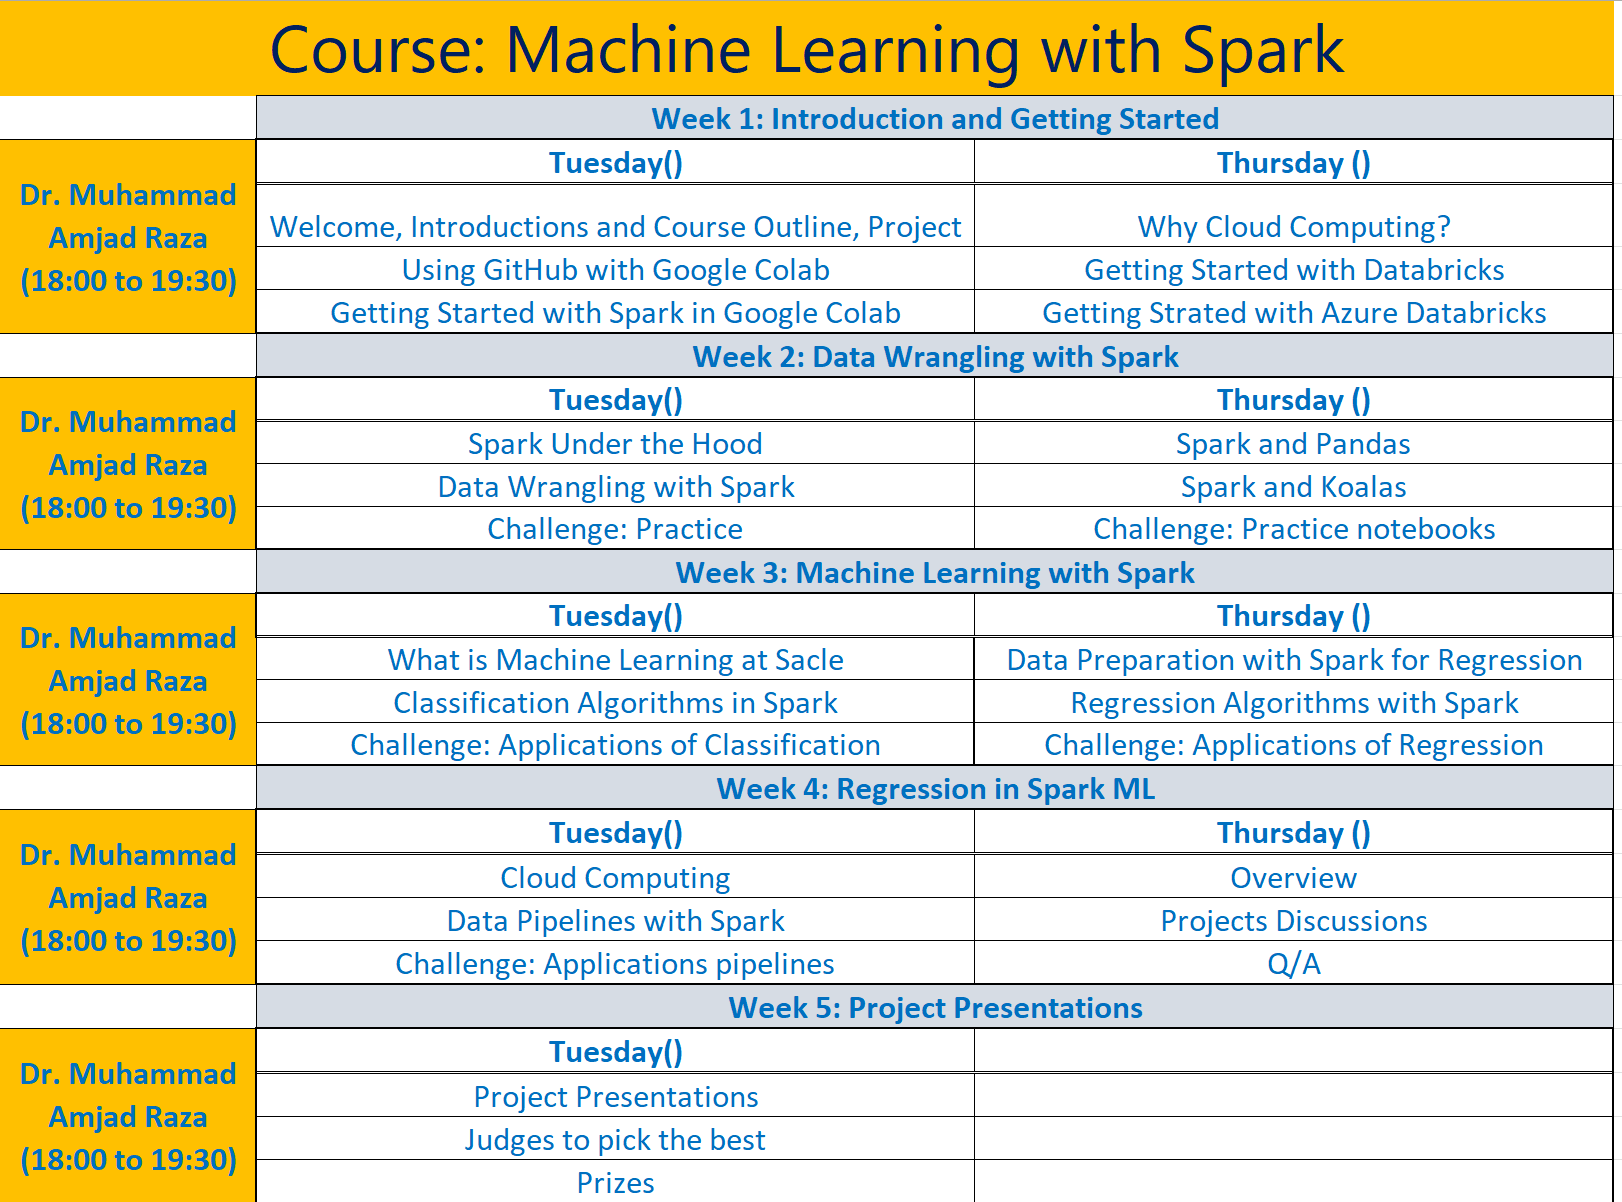 Course: Machine Learning with Spark
Week 1: Introduction and Getting Started
Dr. Muhammad
Amjad Raza
(18:00 to 19:30)
Tuesday()
Thursday ()
Welcome, Introductions and Course Outline, Project
Why Cloud Computing?
Using GitHub with Google Colab
Getting Started with Databricks
Getting Started with Spark in Google Colab
Getting Strated with Azure Databricks
Week 2: Data Wrangling with Spark
Dr. Muhammad
Amjad Raza
(18:00 to 19:30)
Tuesday()
Thursday ()
Spark Under the Hood
Spark and Pandas
Data Wrangling with Spark
Spark and Koalas
Challenge: Practice
Challenge: Practice notebooks
Week 3: Machine Learning with Spark
Dr. Muhammad
Amjad Raza
(18:00 to 19:30)
Tuesday()
Thursday ()
What is Machine Learning at Sacle
Data Preparation with Spark for Regression
Classification Algorithms in Spark
Regression Algorithms with Spark
Challenge: Applications of Classification
Challenge: Applications of Regression
Week 4: Regression in Spark ML
Dr. Muhammad
Amjad Raza
(18:00 to 19:30)
Tuesday()
Thursday ()
Cloud Computing
Overview
Data Pipelines with Spark
Projects Discussions
Challenge: Applications pipelines
Q/A
Week 5: Project Presentations
Dr. Muhammad
Amjad Raza
(18:00 to 19:30)
Tuesday()
Project Presentations
Judges to pick the best
Prizes